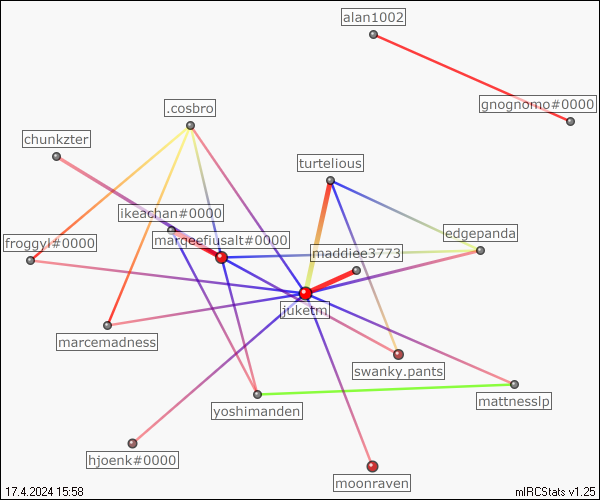 alan1002
gnognomo#0000
.cosbro
chunkzter
turtelious
ikeachan#0000
froggyl#0000
marqeefiusalt#0000
edgepanda
maddiee3773
juketm
marcemadness
swanky.pants
mattnesslp
yoshimanden
hjoenk#0000
moonraven
17.4.2024 15:58
mIRCStats v1.25